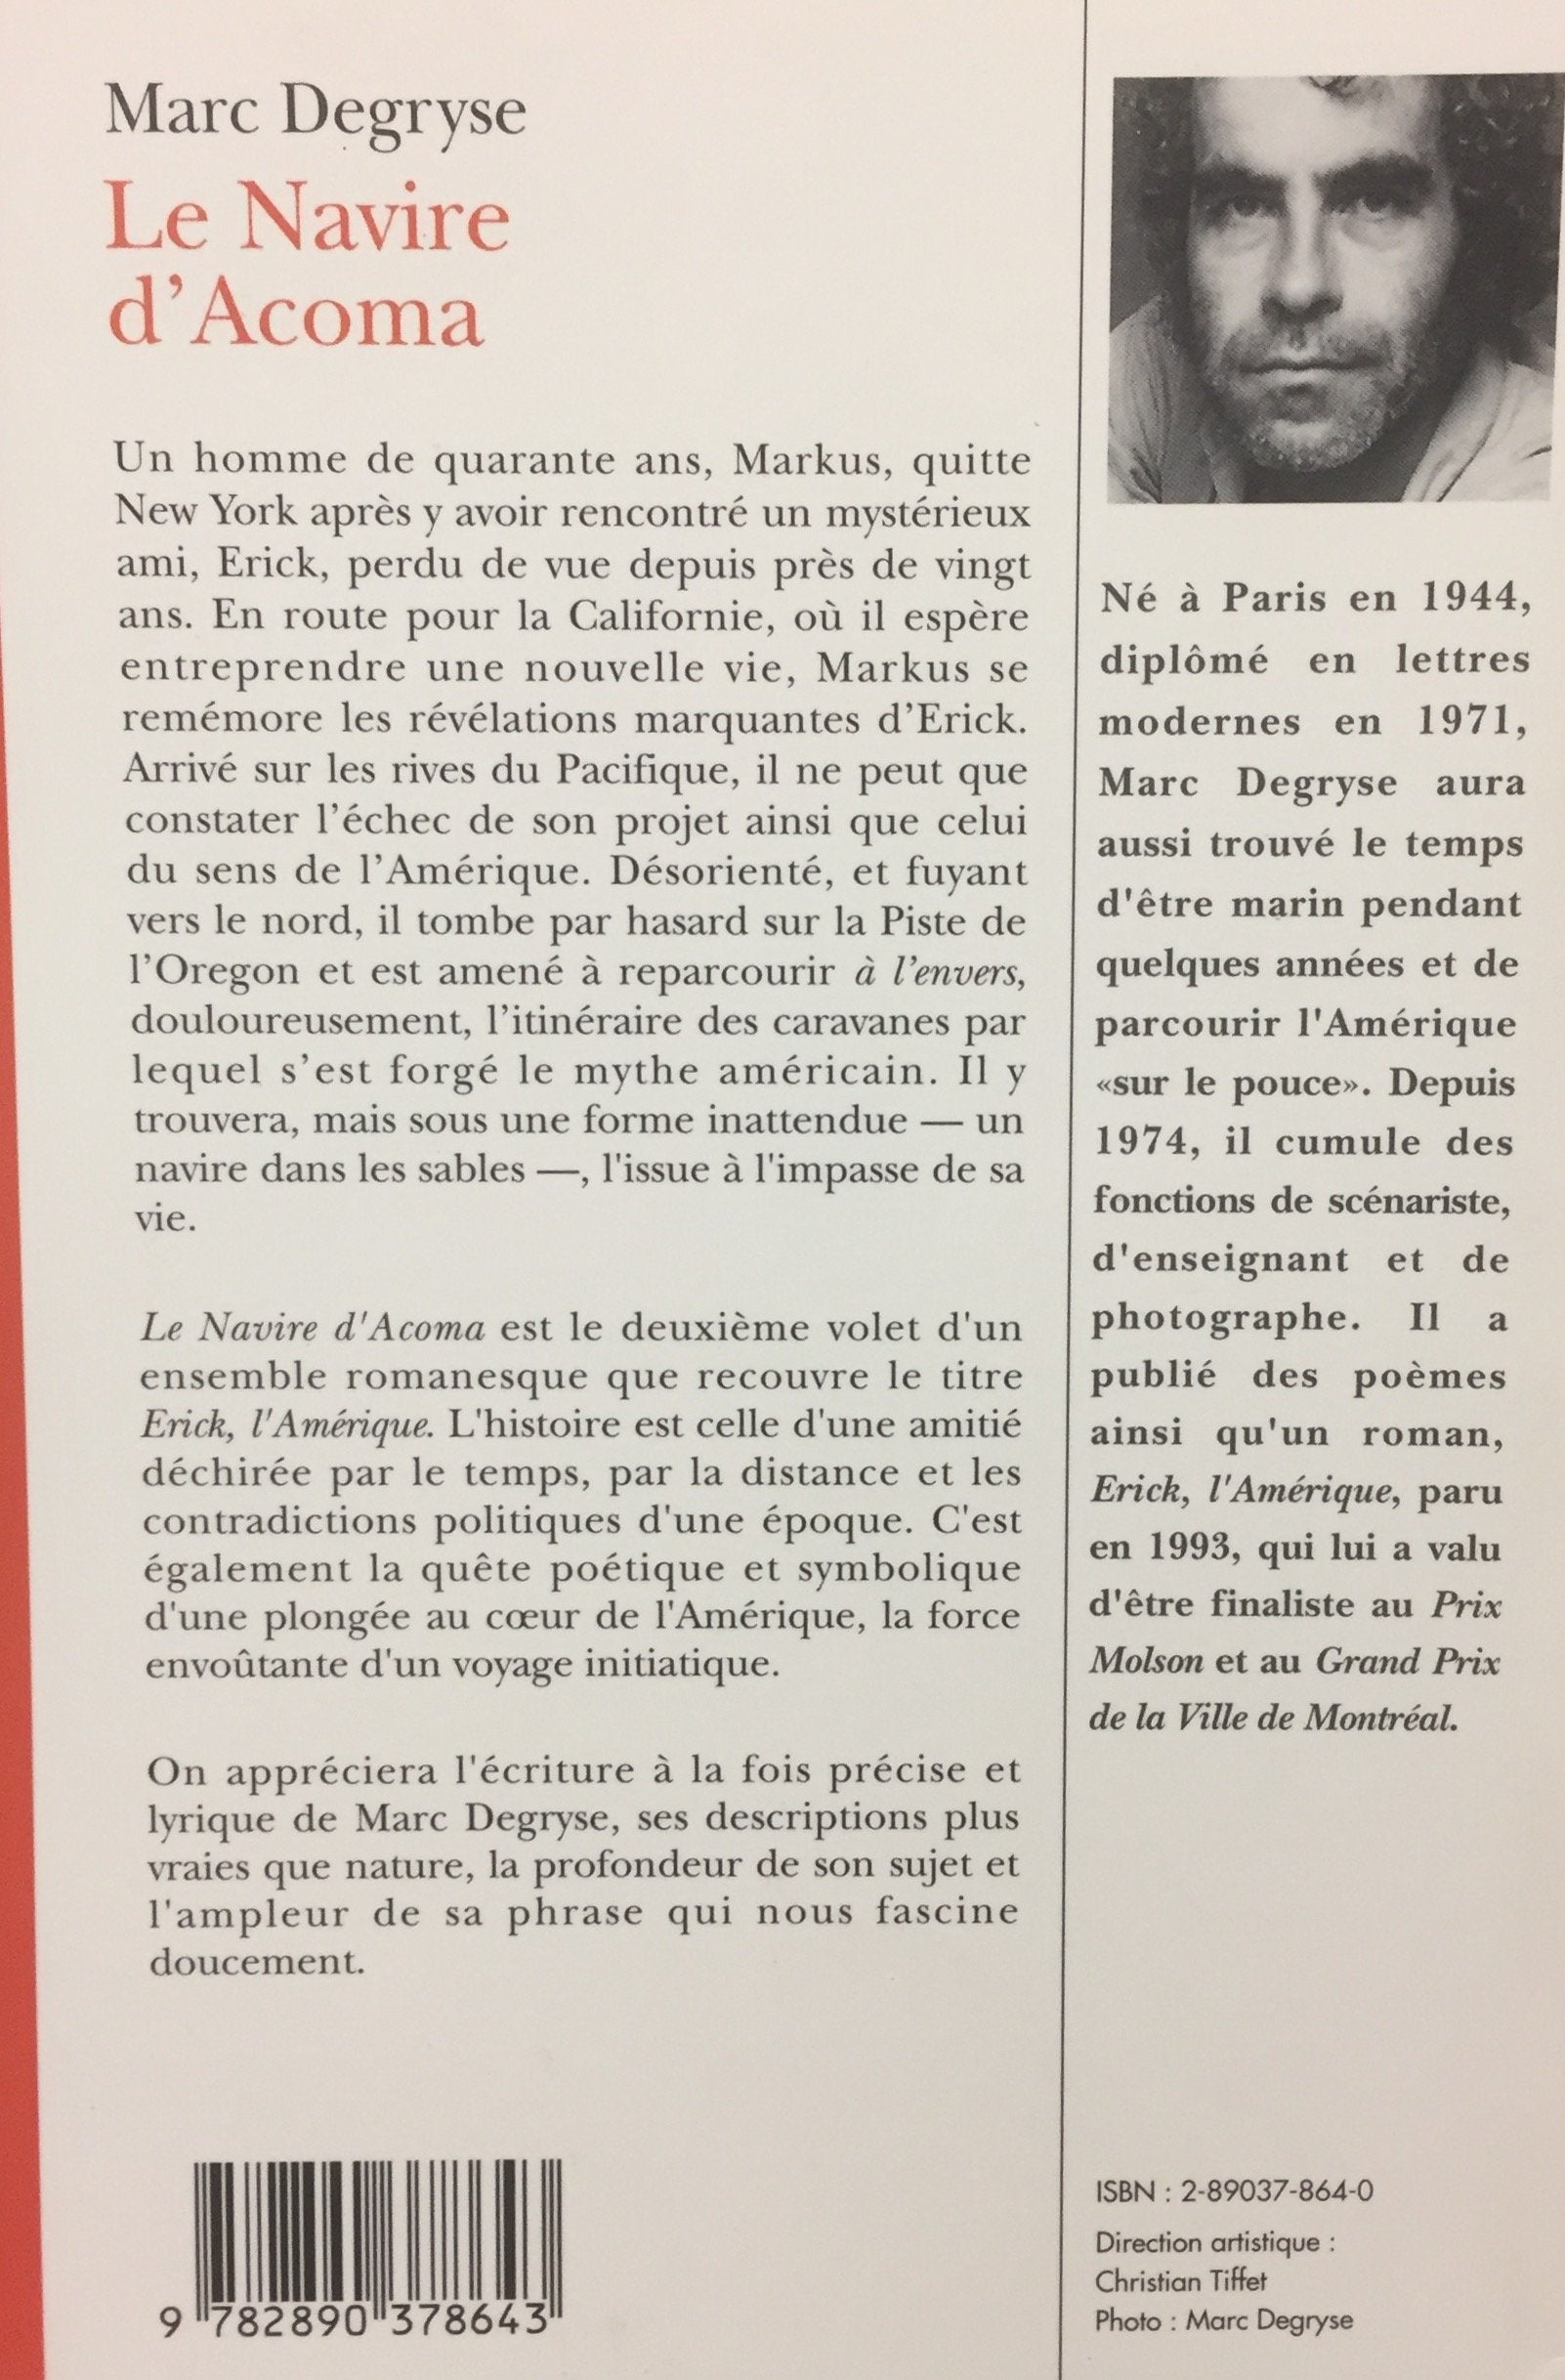 Marc Degryse
Le Navire
d’Acoma
Un homme de quarante ans, Markus, quitte
New York après y avoir rencontré un mystérieux
ami, Erick, perdu de vue depuis près de vingt
ans. En route pour la Californie, où il espère
entreprendre une nouvelle vie, Markus se
remémore les révélations marquantes d’Erick.
Arrivé sur les rives du Pacifique, il ne peut que
constater l’échec de son projet ainsi que celui
du sens de l’Amérique. Désorienté, et fuyant
vers le nord, il tombe par hasard sur la Piste de
l’Oregon et est amené à reparcourir à l’envers,
douloureusement, l’itinéraire des caravanes par
lequel s’est forgé le mythe américain. Il y
trouvera, mais sous une forme inattendue — un
navire dans les sables —, l'issue à l'impasse de sa
vie.
Le Navire d'Acoma est le deuxième volet d'un
ensemble romanesque que recouvre le titre
Erick, l'Amérique. L'histoire est celle d'une amitié
déchirée par le temps, par la distance et les
contradictions politiques d'une époque. C'est
également la quête poétique et symbolique
d'une plongée au cœur de l'Amérique, la force
envoûtante d'un voyage initiatique.
On appréciera l'écriture à la fois précise et
lyrique de Marc Degryse, ses descriptions plus
vraies que nature, la profondeur de son sujet et
l'ampleur de sa phrase qui nous fascine
doucement.
9 782890 378643
Né à Paris en 1944,
diplômé en lettres
modernes en 1971,
Marc Degryse aura
aussi trouvé le temps
d'être marin pendant
quelques années et de
parcourir l'Amérique
«sur le pouce». Depuis
1974, il cumule des
fonctions de scénariste,
d'enseignant et de
photographe. Il a
publié des poèmes
ainsi qu'un roman,
Erick, l'Amérique, paru
en 1993, qui lui a valu
d'être finaliste au Prix
Molson et au Grand Prix
de la Ville de Montréal.
ISBN : 2-89037-864-0
Direction artistique :
Christian Tiffet
Photo : Marc Degryse